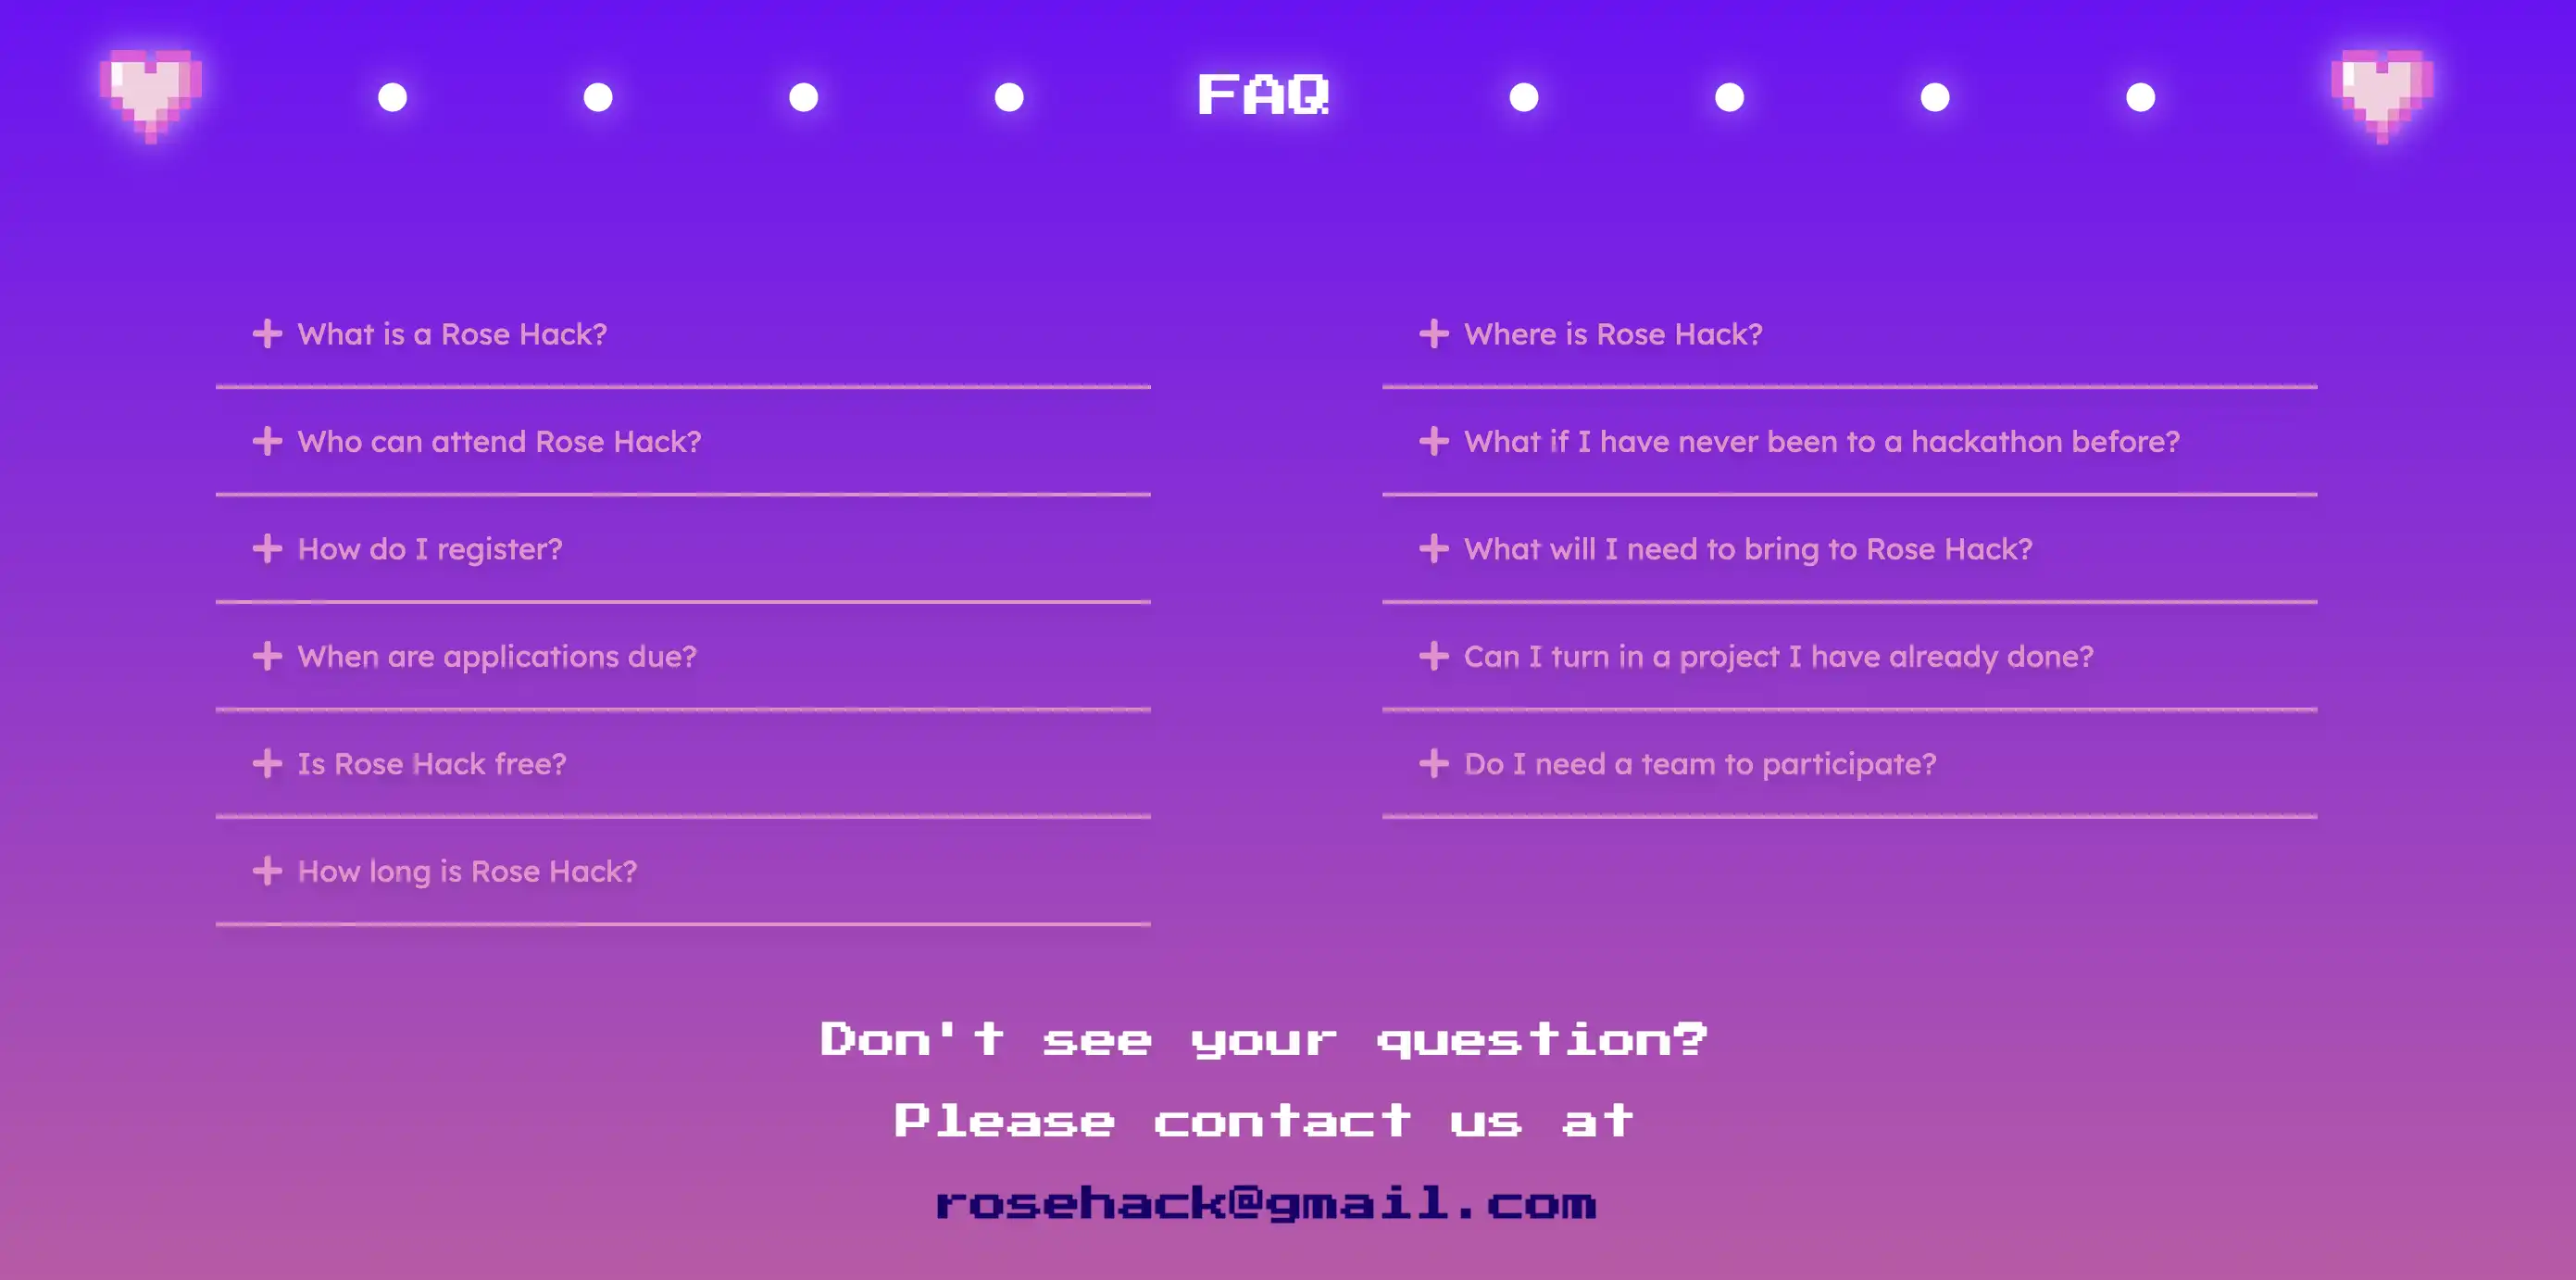 FAQ
What is a Rose Hack?
Who can attend Rose Hack?
How do I register?
When are applications due?
Is Rose Hack free?
How long is Rose Hack?
Where is Rose Hack?
What if I have never been to a hackathon before?
What will I need to bring to Rose Hack?
Can I turn in a project I have already done?
Do I need a team to participate?
Don't see your question?
Please contact us at
rosehack@gmail.com